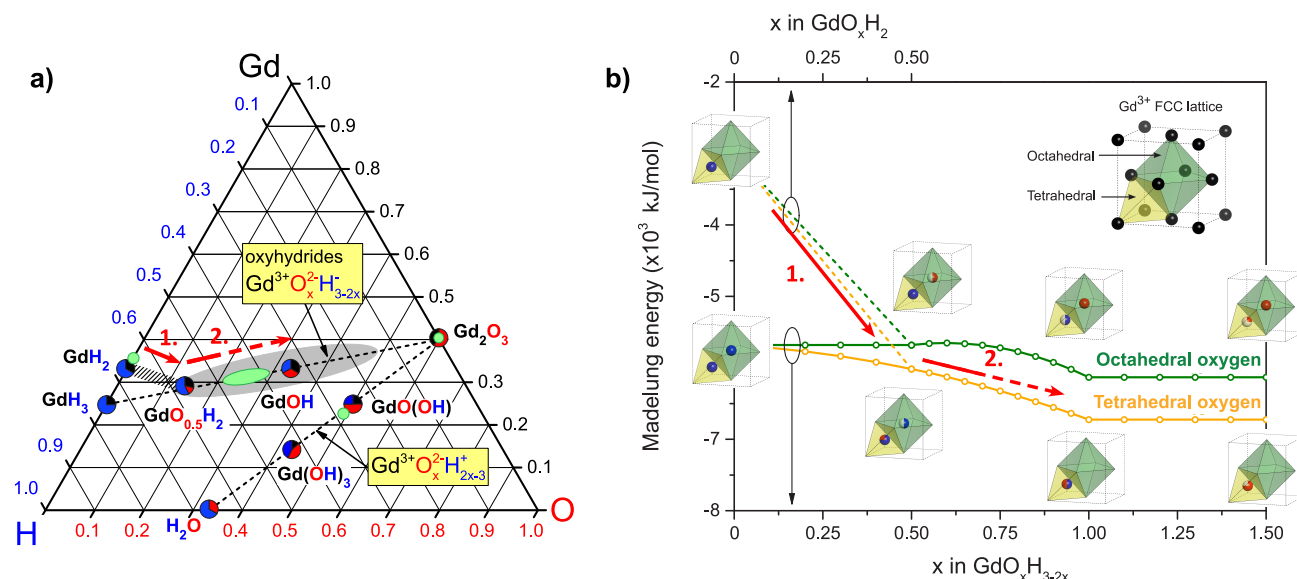 a)
Gd
1.0
0.1
0.9
0.2
0.8
0.3
0.7
0.4
0.6
0.5
0.5
0.6
0.4
0.3
0.2
0.9
0.1
1.0
oxyhydrides
Gd³⁺O²⁻ₓH⁻₃₋₂ₓ
1.
2.
Gd₂O₃
GdH₂
GdH₃
GdO₀.₅H₂
GdOH
GdO(OH)
Gd(OH)₃
Gd³⁺O²⁻ₓH⁺₂ₓ₋₃
H₂O
H
O
0.1
0.2
0.3
0.4
0.5
0.6
0.7
0.8
0.9
1.0
b)
x in GdOₓH₂
0
0.25
0.50
Madelung energy (x10³ kJ/mol)
-2
-4
-5
-7
-8
Gd³⁺ FCC lattice
Octahedral
Tetrahedral
1.
2.
Octahedral oxygen
Tetrahedral oxygen
0
0.25
0.50
0.75
1.00
1.25
1.50
x in GdOₓH₃₋₂ₓ